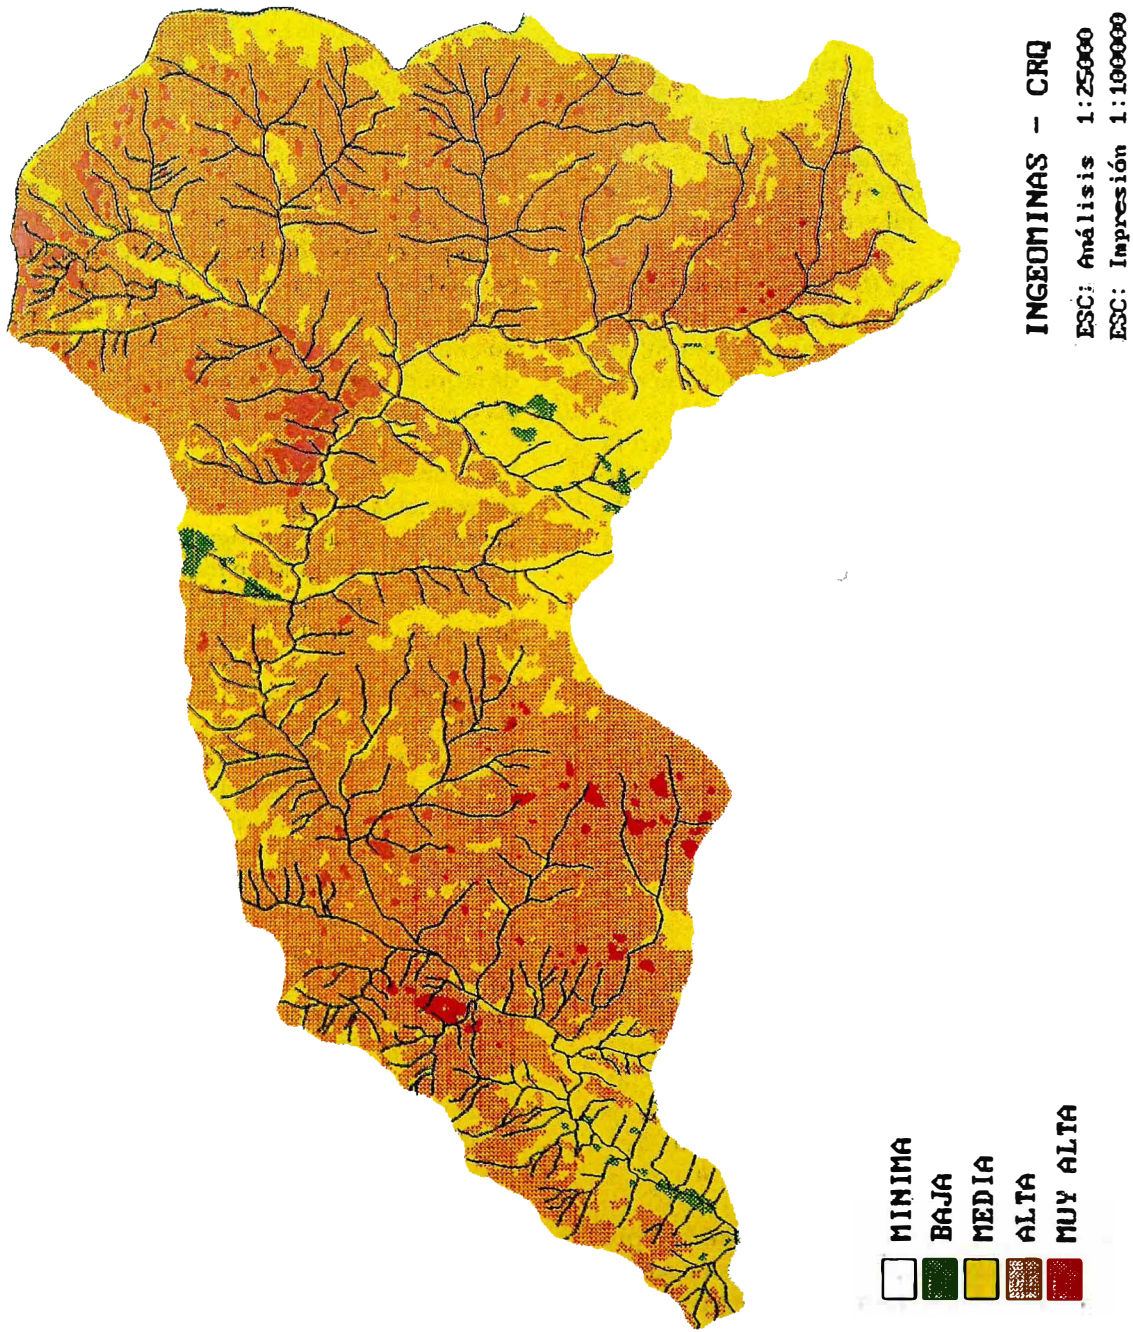 INGEOMINAS - CRQ
ESC: Análisis 1:25000
ESC: Impresión 1:100000
MINIMA
BAJA
MEDIA
ALTA
MUY ALTA